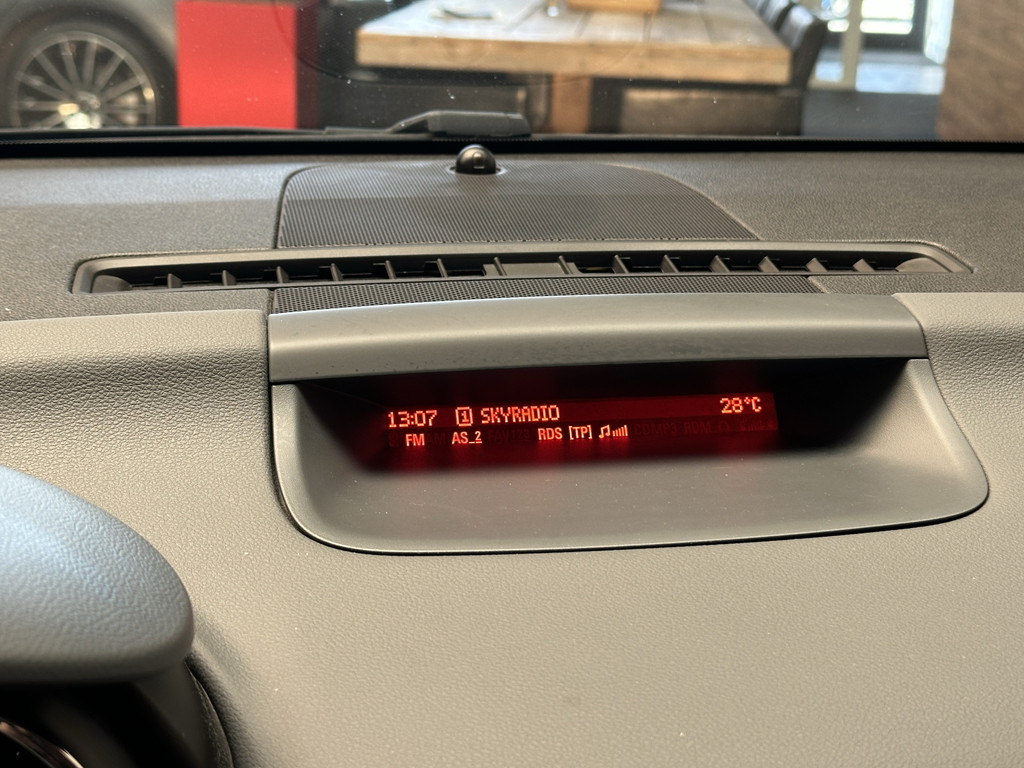 13:07 1 SKYRADIO 28°C
FM AS_2 RDS [TP]